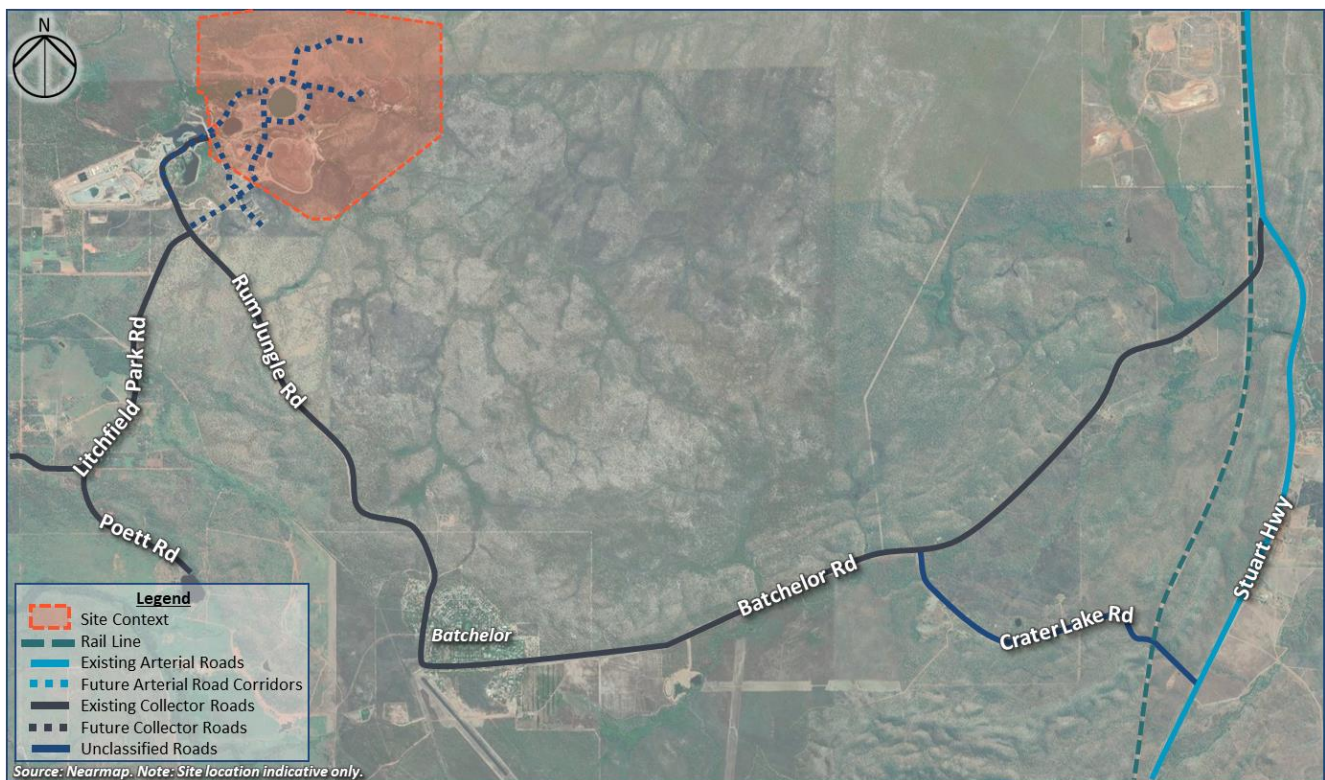 N
Rum Jungle Rd
Litchfield Park Rd
Poett Rd
Batchelor
Batchelor Rd
Crater Lake Rd
Stuart Hwy
Legend
Site Context
Rail Line
Existing Arterial Roads
Future Arterial Road Corridors
Existing Collector Roads
Future Collector Roads
Unclassified Roads
Source: Nearmap. Note: Site location indicative only.